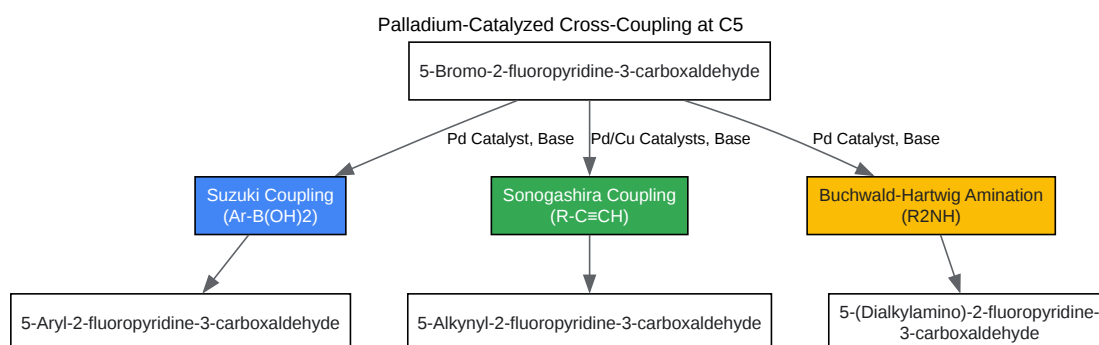 Palladium-Catalyzed Cross-Coupling at C5
5-Bromo-2-fluoropyridine-3-carboxaldehyde
Pd Catalyst, Base
Pd/Cu Catalysts, Base
Pd Catalyst, Base
Suzuki Coupling
(Ar-B(OH)2)
Sonogashira Coupling
(R-C≡CH)
Buchwald-Hartwig Amination
(R2NH)
5-Aryl-2-fluoropyridine-3-carboxaldehyde
5-Alkynyl-2-fluoropyridine-3-carboxaldehyde
5-(Dialkylamino)-2-fluoropyridine-
3-carboxaldehyde